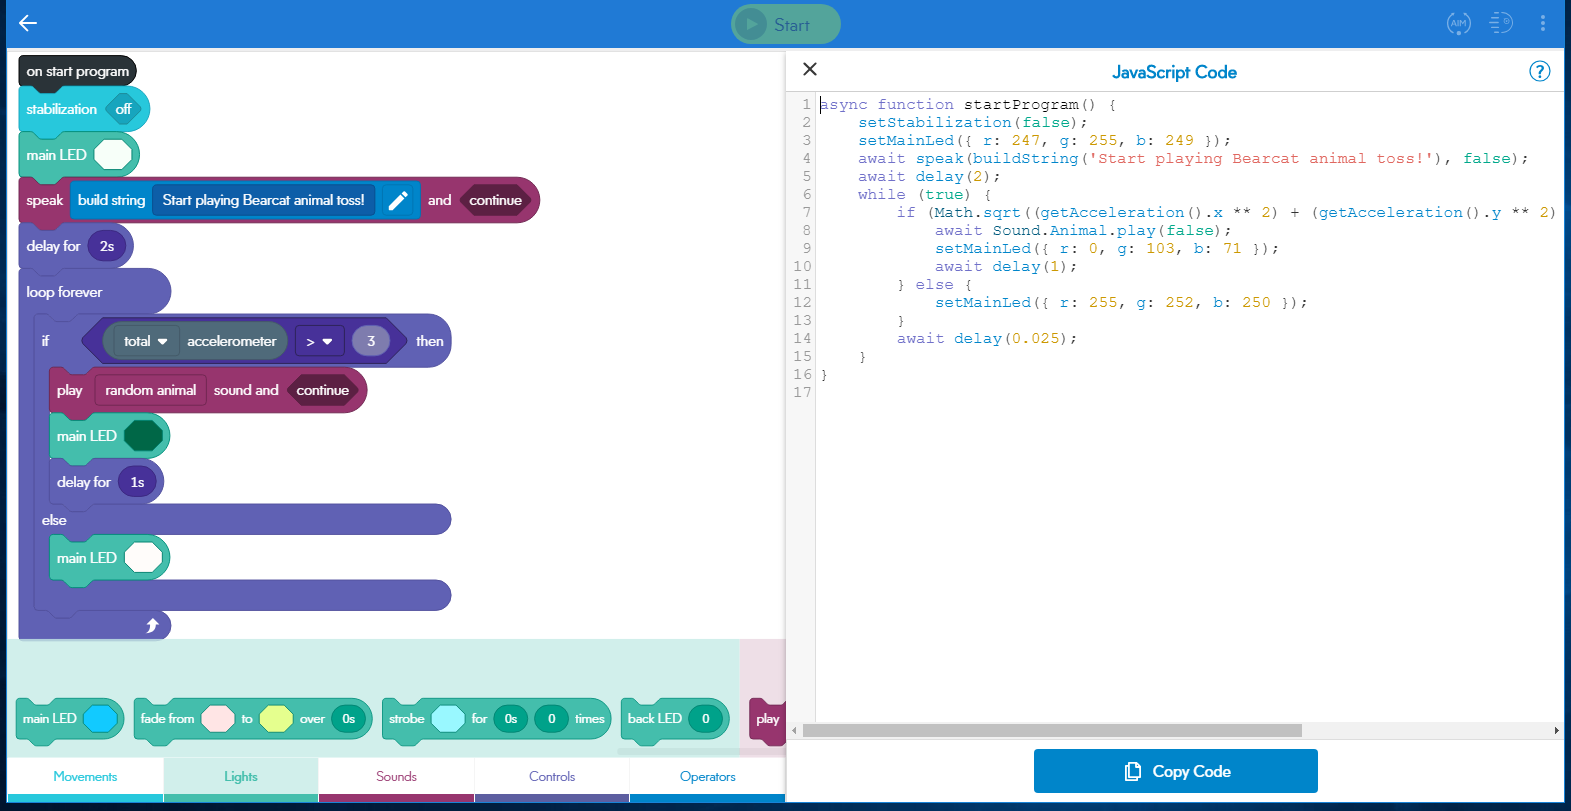 Start
AIM
on start program
stabilization off
main LED
speak build string Start playing Bearcat animal toss! and continue
delay for 2s
loop forever
if total accelerometer > 3 then
play random animal sound and continue
main LED
delay for 1s
else
main LED
main LED
fade from to over 0s
strobe for 0s 0 times
back LED 0
play
Movements
Lights
Sounds
Controls
Operators
JavaScript Code
?
1 async function startProgram() {
2 setStabilization(false);
3 setMainLed({ r: 247, g: 255, b: 249 });
4 await speak(buildString('Start playing Bearcat animal toss!'), false);
5 await delay(2);
6 while (true) {
7 if (Math.sqrt((getAcceleration().x ** 2) + (getAcceleration().y ** 2)
8 await Sound.Animal.play(false);
9 setMainLed({ r: 0, g: 103, b: 71 });
10 await delay(1);
11 } else {
12 setMainLed({ r: 255, g: 252, b: 250 });
13 }
14 await delay(0.025);
15 }
16 }
17
Copy Code